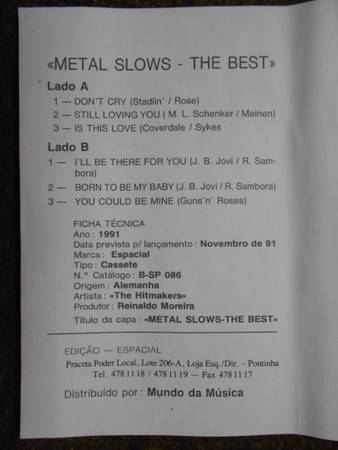 «METAL SLOWS - THE BEST»
Lado A
1 — DON'T CRY (Stadlin' / Rose)
2 — STILL LOVING YOU ( M. L. Schenker / Meinen)
3 — IS THIS LOVE (Coverdale / Sykes
Lado B
1 — I'LL BE THERE FOR YOU (J. B. Jovi / R. Sam-
bora)
2 — BORN TO BE MY BABY (J. B. Jovi / R. Sambora)
3 — YOU COULD BE MINE (Guns'n' Roses)
FICHA TÉCNICA
Ano : 1991
Data prevista p/ lançamento : Novembro de 91
Marca : Espacial
Tipo : Cassete
N.º Catálogo : B-SP 086
Origem : Alemanha
Artista : «The Hitmakers»
Produtor : Reinaldo Moreira
Título da capa : «METAL SLOWS-THE BEST»
EDIÇÃO — ESPACIAL
Praceta Poder Local, Lote 206-A, Loja Esq./Dir. - Pontinha
Tel. 478 11 18 / 478 11 19 — Fax 478 11 17
Distribuído por : Mundo da Música